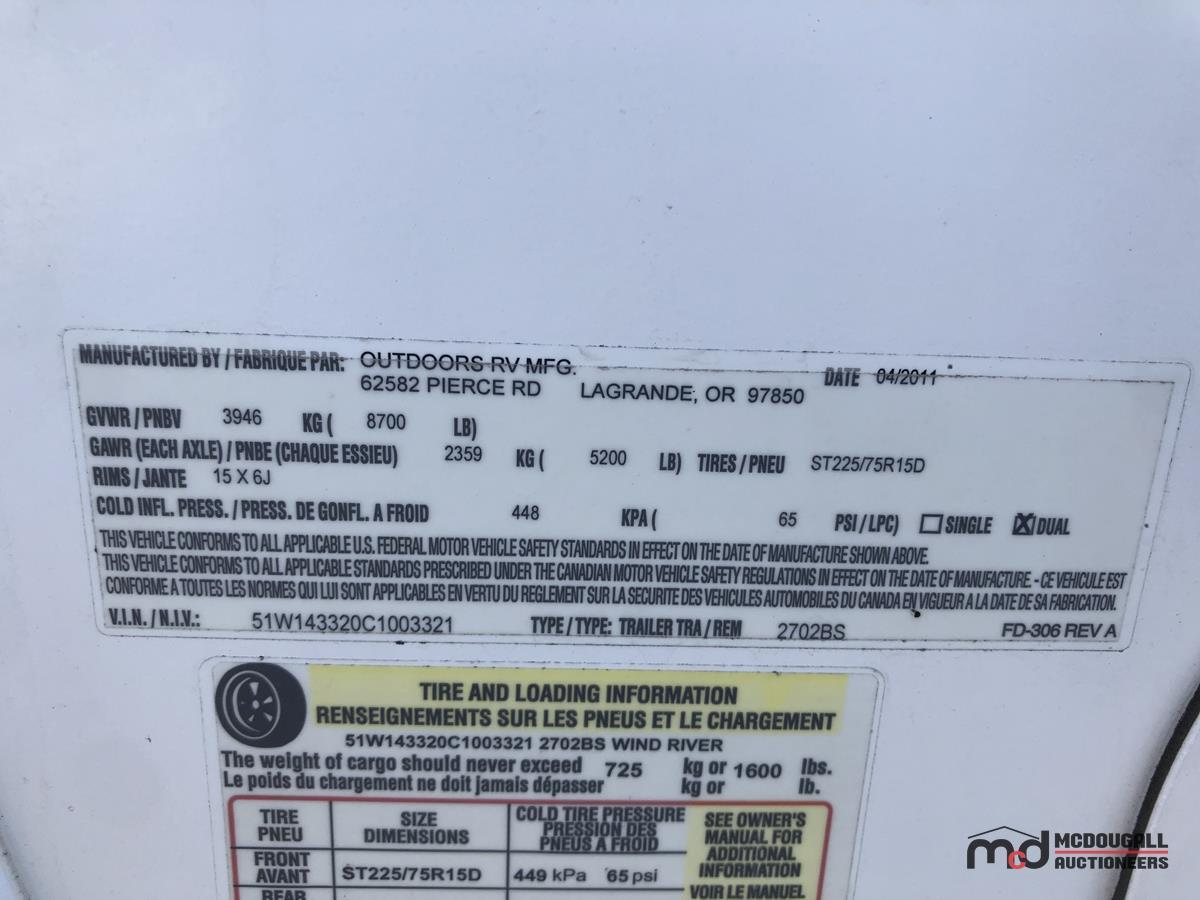 MANUFACTURED BY / FABRIQUE PAR: OUTDOORS RV MFG. DATE 04/2011
62582 PIERCE RD LAGRANDE, OR 97850
GVWR / PNBV 3946 KG ( 8700 LB)
GAWR (EACH AXLE) / PNBE (CHAQUE ESSIEU) 2359 KG ( 5200 LB) TIRES / PNEU ST225/75R15D
RIMS / JANTE 15 X 6J
COLD INFL. PRESS. / PRESS. DE GONFL. A FROID 448 KPA ( 65 PSI / LPC) SINGLE DUAL
THIS VEHICLE CONFORMS TO ALL APPLICABLE U.S. FEDERAL MOTOR VEHICLE SAFETY STANDARDS IN EFFECT ON THE DATE OF MANUFACTURE SHOWN ABOVE.
THIS VEHICLE CONFORMS TO ALL APPLICABLE STANDARDS PRESCRIBED UNDER THE CANADIAN MOTOR VEHICLE SAFETY REGULATIONS IN EFFECT ON THE DATE OF MANUFACTURE. - CE VEHICULE EST
CONFORME A TOUTES LES NORMES QUI LUI SONT APPLICABLES EN VERTU DU REGLEMENT SUR LA SECURITE DES VEHICULES AUTOMOBILES DU CANADA EN VIGUEUR A LA DATE DE SA FABRICATION.
V.I.N. / N.I.V.: 51W143320C1003321 TYPE / TYPE: TRAILER TRA / REM 2702BS FD-306 REV A
TIRE AND LOADING INFORMATION
RENSEIGNEMENTS SUR LES PNEUS ET LE CHARGEMENT
51W143320C1003321 2702BS WIND RIVER
The weight of cargo should never exceed 725 kg or 1600 lbs.
Le poids du chargement ne doit jamais dépasser kg or lb.
TIRE
PNEU
SIZE
DIMENSIONS
COLD TIRE PRESSURE
PRESSION DES
PNEUS A FROID
SEE OWNER'S
MANUAL FOR
ADDITIONAL
INFORMATION
VOIR LE MANUEL
FRONT
AVANT
ST225/75R15D
449 kPa 65 psi
REAR
mcd MCDOUGALL
AUCTIONEERS